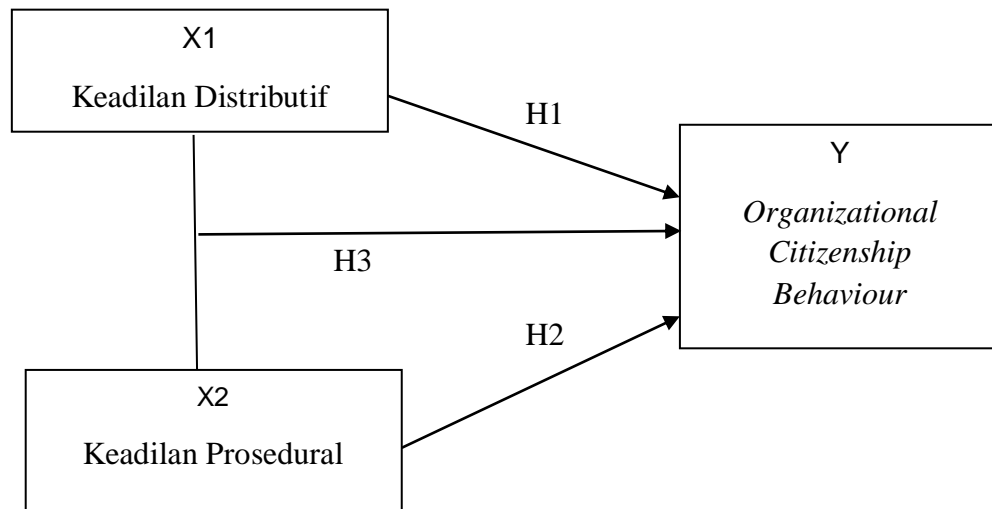 X1
Keadilan Distributif
H1
Y
Organizational
Citizenship
Behaviour
H3
H2
X2
Keadilan Prosedural